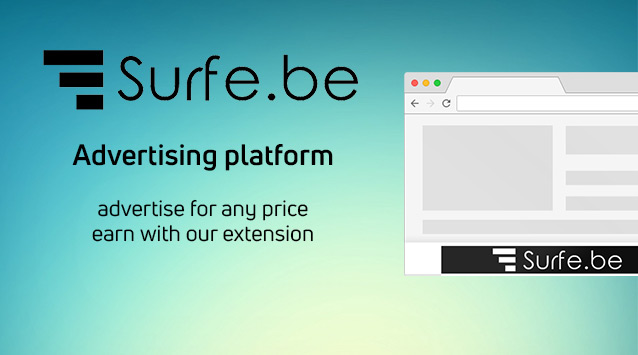 Surfe.be
Advertising platform
advertise for any price
earn with our extension
Surfe.be